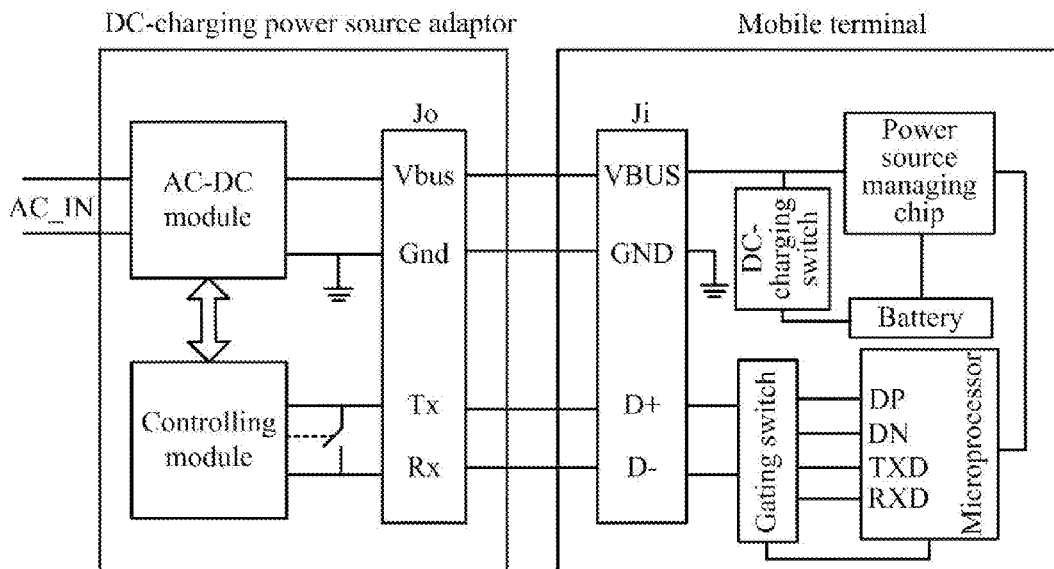 DC-charging power source adaptor
Mobile terminal
Jo
Ji
AC_IN
AC-DC
module
Vbus
Gnd
VBUS
GND
DC-
charging
switch
Power
source
managing
chip
Battery
Controlling
module
Tx
Rx
D+
D-
Gating switch
DP
DN
TXD
RXD
Microprocessor